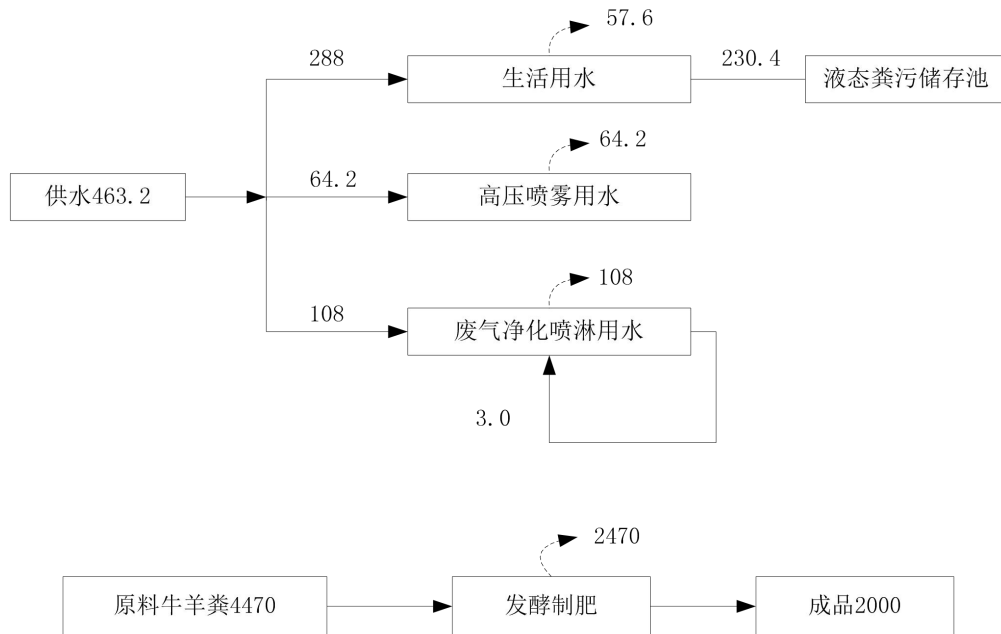 57.6
288
生活用水
230.4
液态粪污储存池
64.2
供水463.2
64.2
高压喷雾用水
108
108
废气净化喷淋用水
3.0
2470
原料牛羊粪4470
发酵制肥
成品2000